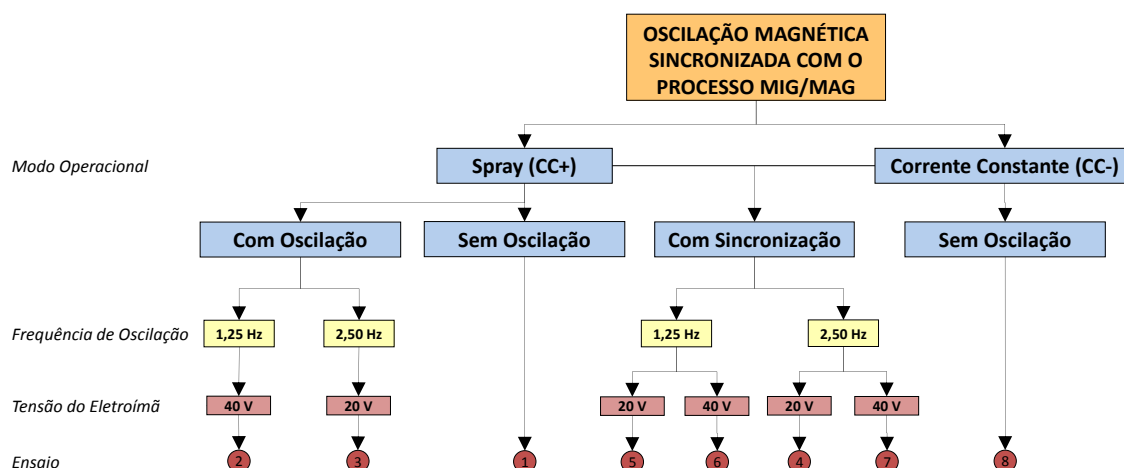 OSCILAÇÃO MAGNÉTICA
SINCRONIZADA COM O
PROCESSO MIG/MAG
Modo Operacional
Spray (CC+)
Corrente Constante (CC-)
Com Oscilação
Sem Oscilação
Com Sincronização
Sem Oscilação
Frequência de Oscilação
1,25 Hz
2,50 Hz
1,25 Hz
2,50 Hz
Tensão do Eletroímã
40 V
20 V
20 V
40 V
20 V
40 V
Ensaio
2
3
1
5
6
4
7
8